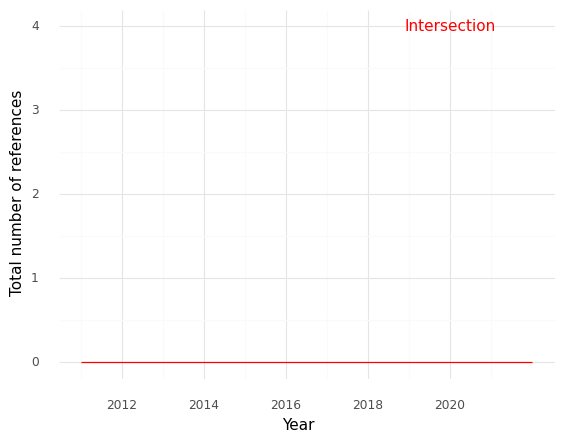 Intersection
Total number of references
4
3
2
1
0
2012 2014 2016 2018 2020
Year